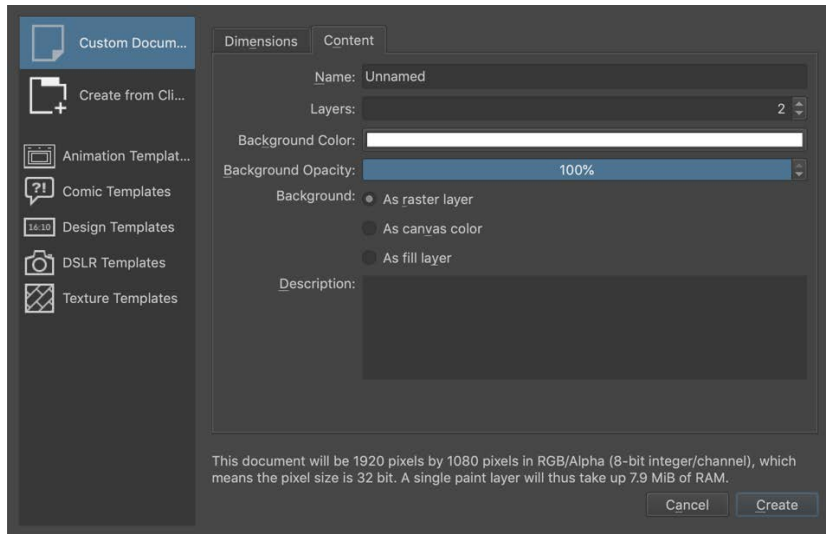 Custom Docum...
Create from Cli...
Animation Templat...
?!
Comic Templates
16:10
Design Templates
DSLR Templates
Texture Templates
Dimensions Content
Name: Unnamed
Layers: 2
Background Color:
Background Opacity: 100%
Background: As raster layer
As canvas color
As fill layer
Description:
This document will be 1920 pixels by 1080 pixels in RGB/Alpha (8-bit integer/channel), which
means the pixel size is 32 bit. A single paint layer will thus take up 7.9 MiB of RAM.
Cancel Create